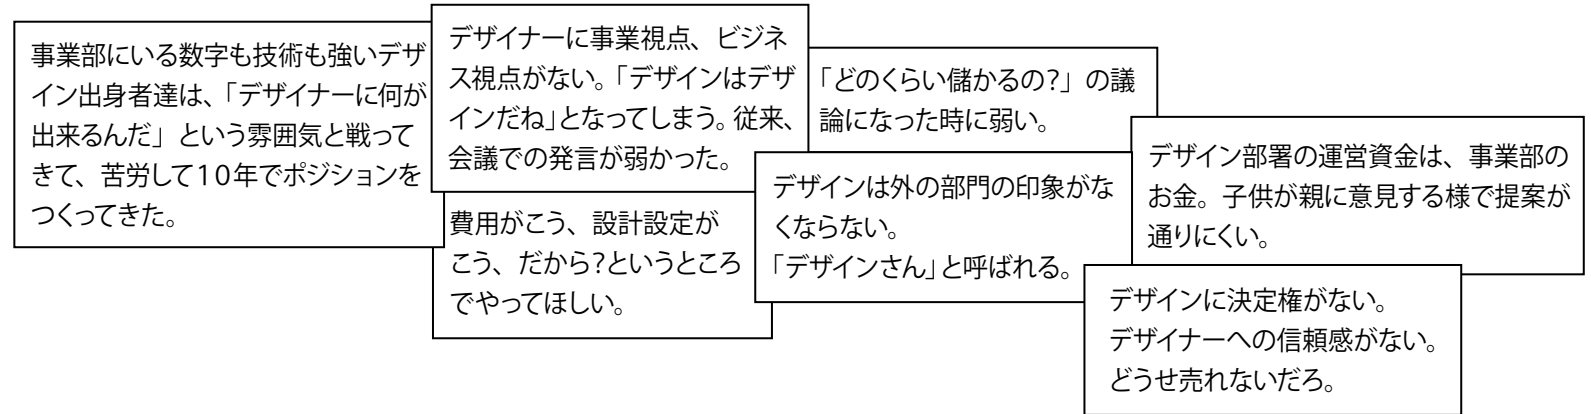 事業部にいる数字も技術も強いデザ
イン出身者達は、「デザイナーに何が
出来るんだ」という雰囲気と戦って
きて、苦労して10年でポジションを
つくってきた。
デザイナーに事業視点、ビジネ
ス視点がない。「デザインはデザ
インだね」となってしまう。従来、
会議での発言が弱かった。
「どのくらい儲かるの?」の議
論になった時に弱い。
費用がこう、設計設定が
こう、だから?というところ
でやってほしい。
デザインは外の部門の印象がな
くならない。
「デザインさん」と呼ばれる。
デザイン部署の運営資金は、事業部の
お金。子供が親に意見する様で提案が
通りにくい。
デザインに決定権がない。
デザイナーへの信頼感がない。
どうせ売れないだろ。